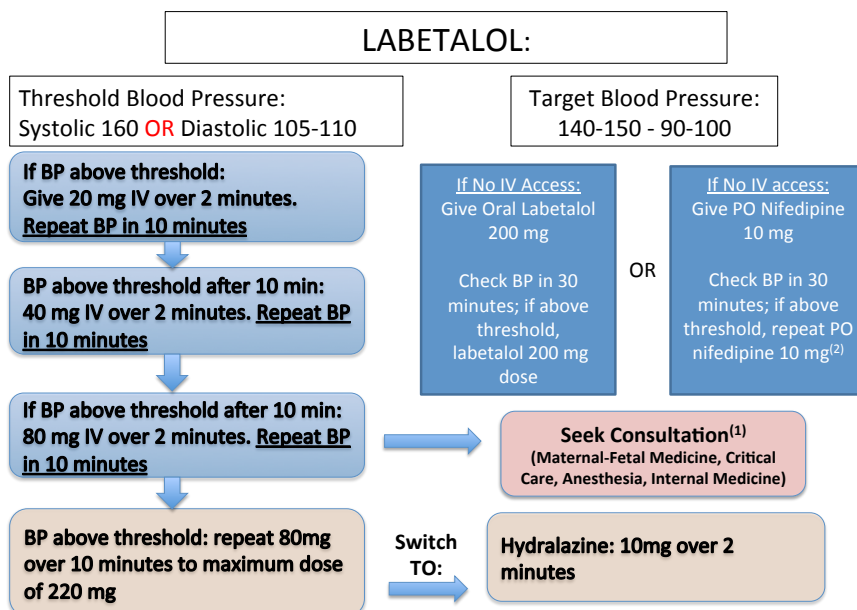 LABETALOL:
Threshold Blood Pressure:
Systolic 160 OR Diastolic 105-110
Target Blood Pressure:
140-150 - 90-100
If BP above threshold:
Give 20 mg IV over 2 minutes.
Repeat BP in 10 minutes
BP above threshold after 10 min:
40 mg IV over 2 minutes. Repeat BP
in 10 minutes
If BP above threshold after 10 min:
80 mg IV over 2 minutes. Repeat BP
in 10 minutes
BP above threshold: repeat 80mg
over 10 minutes to maximum dose
of 220 mg
If No IV Access:
Give Oral Labetalol
200 mg
Check BP in 30
minutes; if above
threshold,
labetalol 200 mg
dose
OR
If No IV access:
Give PO Nifedipine
10 mg
Check BP in 30
minutes; if above
threshold, repeat PO
nifedipine 10 mg(2)
Seek Consultation(1)
(Maternal-Fetal Medicine, Critical
Care, Anesthesia, Internal Medicine)
Switch
TO:
Hydralazine: 10mg over 2
minutes